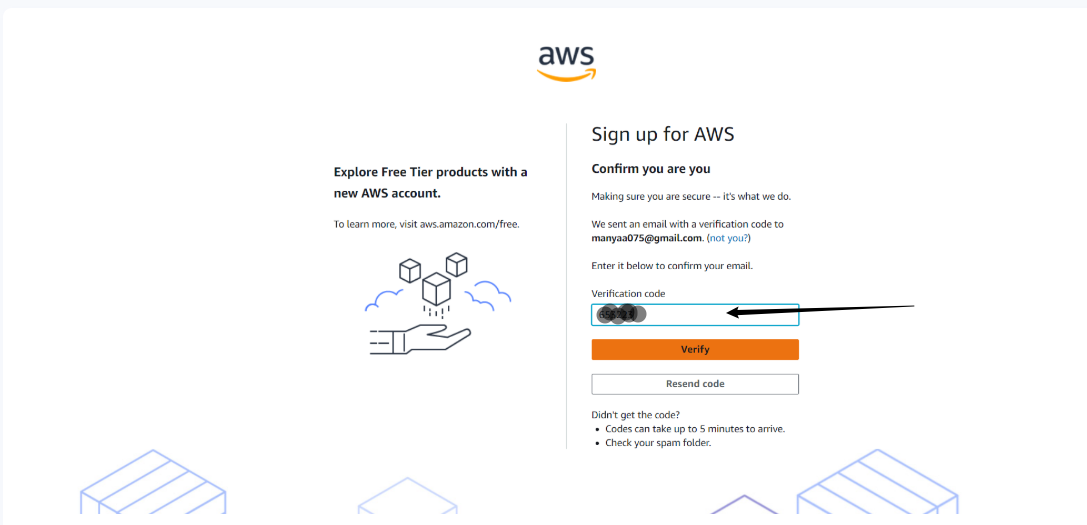 aws
Sign up for AWS
Explore Free Tier products with a
new AWS account.
To learn more, visit aws.amazon.com/free.
Confirm you are you
Making sure you are secure -- it's what we do.
We sent an email with a verification code to
manyaa075@gmail.com. (not you?)
Enter it below to confirm your email.
Verification code
Verify
Resend code
Didn't get the code?
• Codes can take up to 5 minutes to arrive.
• Check your spam folder.